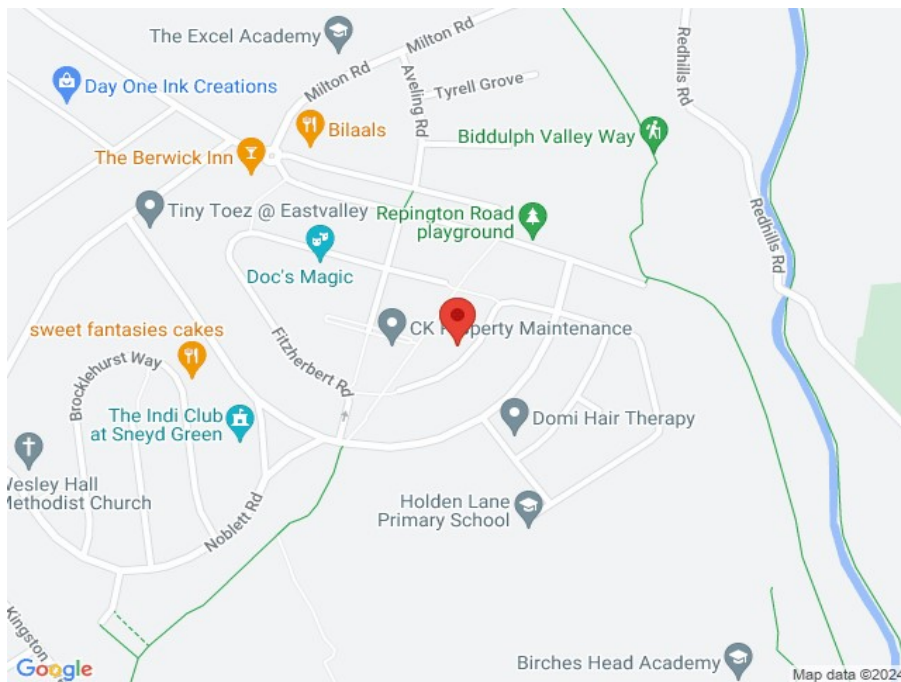 The Excel Academy
Milton Rd
Milton Rd
Redhills Rd
Day One Ink Creations
Aveling Rd
Tyrell Grove
Bilaals
Biddulph Valley Way
The Berwick Inn
Tiny Toez @ Eastvalley
Repington Road
playground
Redhills Rd
Doc's Magic
sweet fantasies cakes
CK Property Maintenance
Fitzherbert Rd
Brocklehurst Way
The Indi Club
at Sneyd Green
Domi Hair Therapy
Wesley Hall
Methodist Church
Noblett Rd
Holden Lane
Primary School
Kingston
Google
Birches Head Academy
Map data ©2024